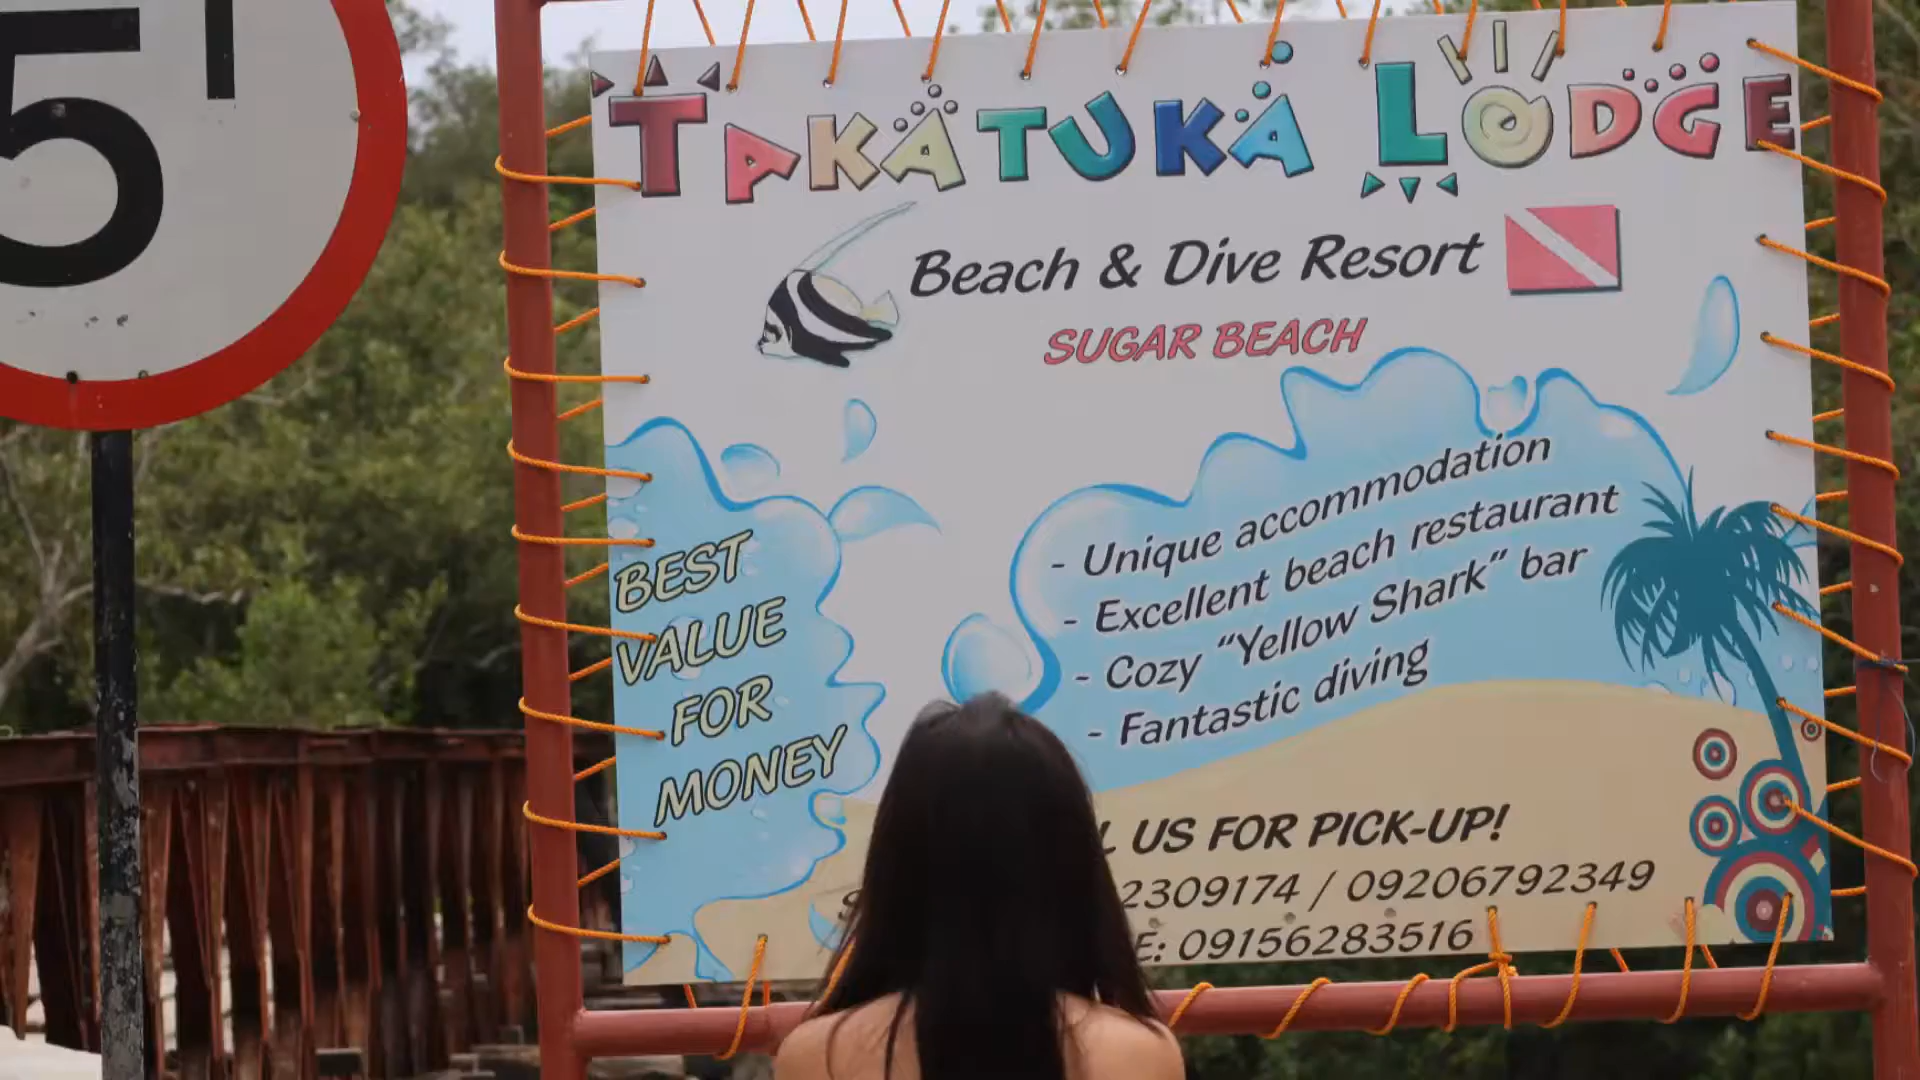 5'
TAKATUKA LODGE
Beach & Dive Resort
SUGAR BEACH
BEST
VALUE
FOR
MONEY
- Unique accommodation
- Excellent beach restaurant
- Cozy "Yellow Shark" bar
- Fantastic diving
US FOR PICK-UP!
2309174 / 09206792349
E: 09156283516